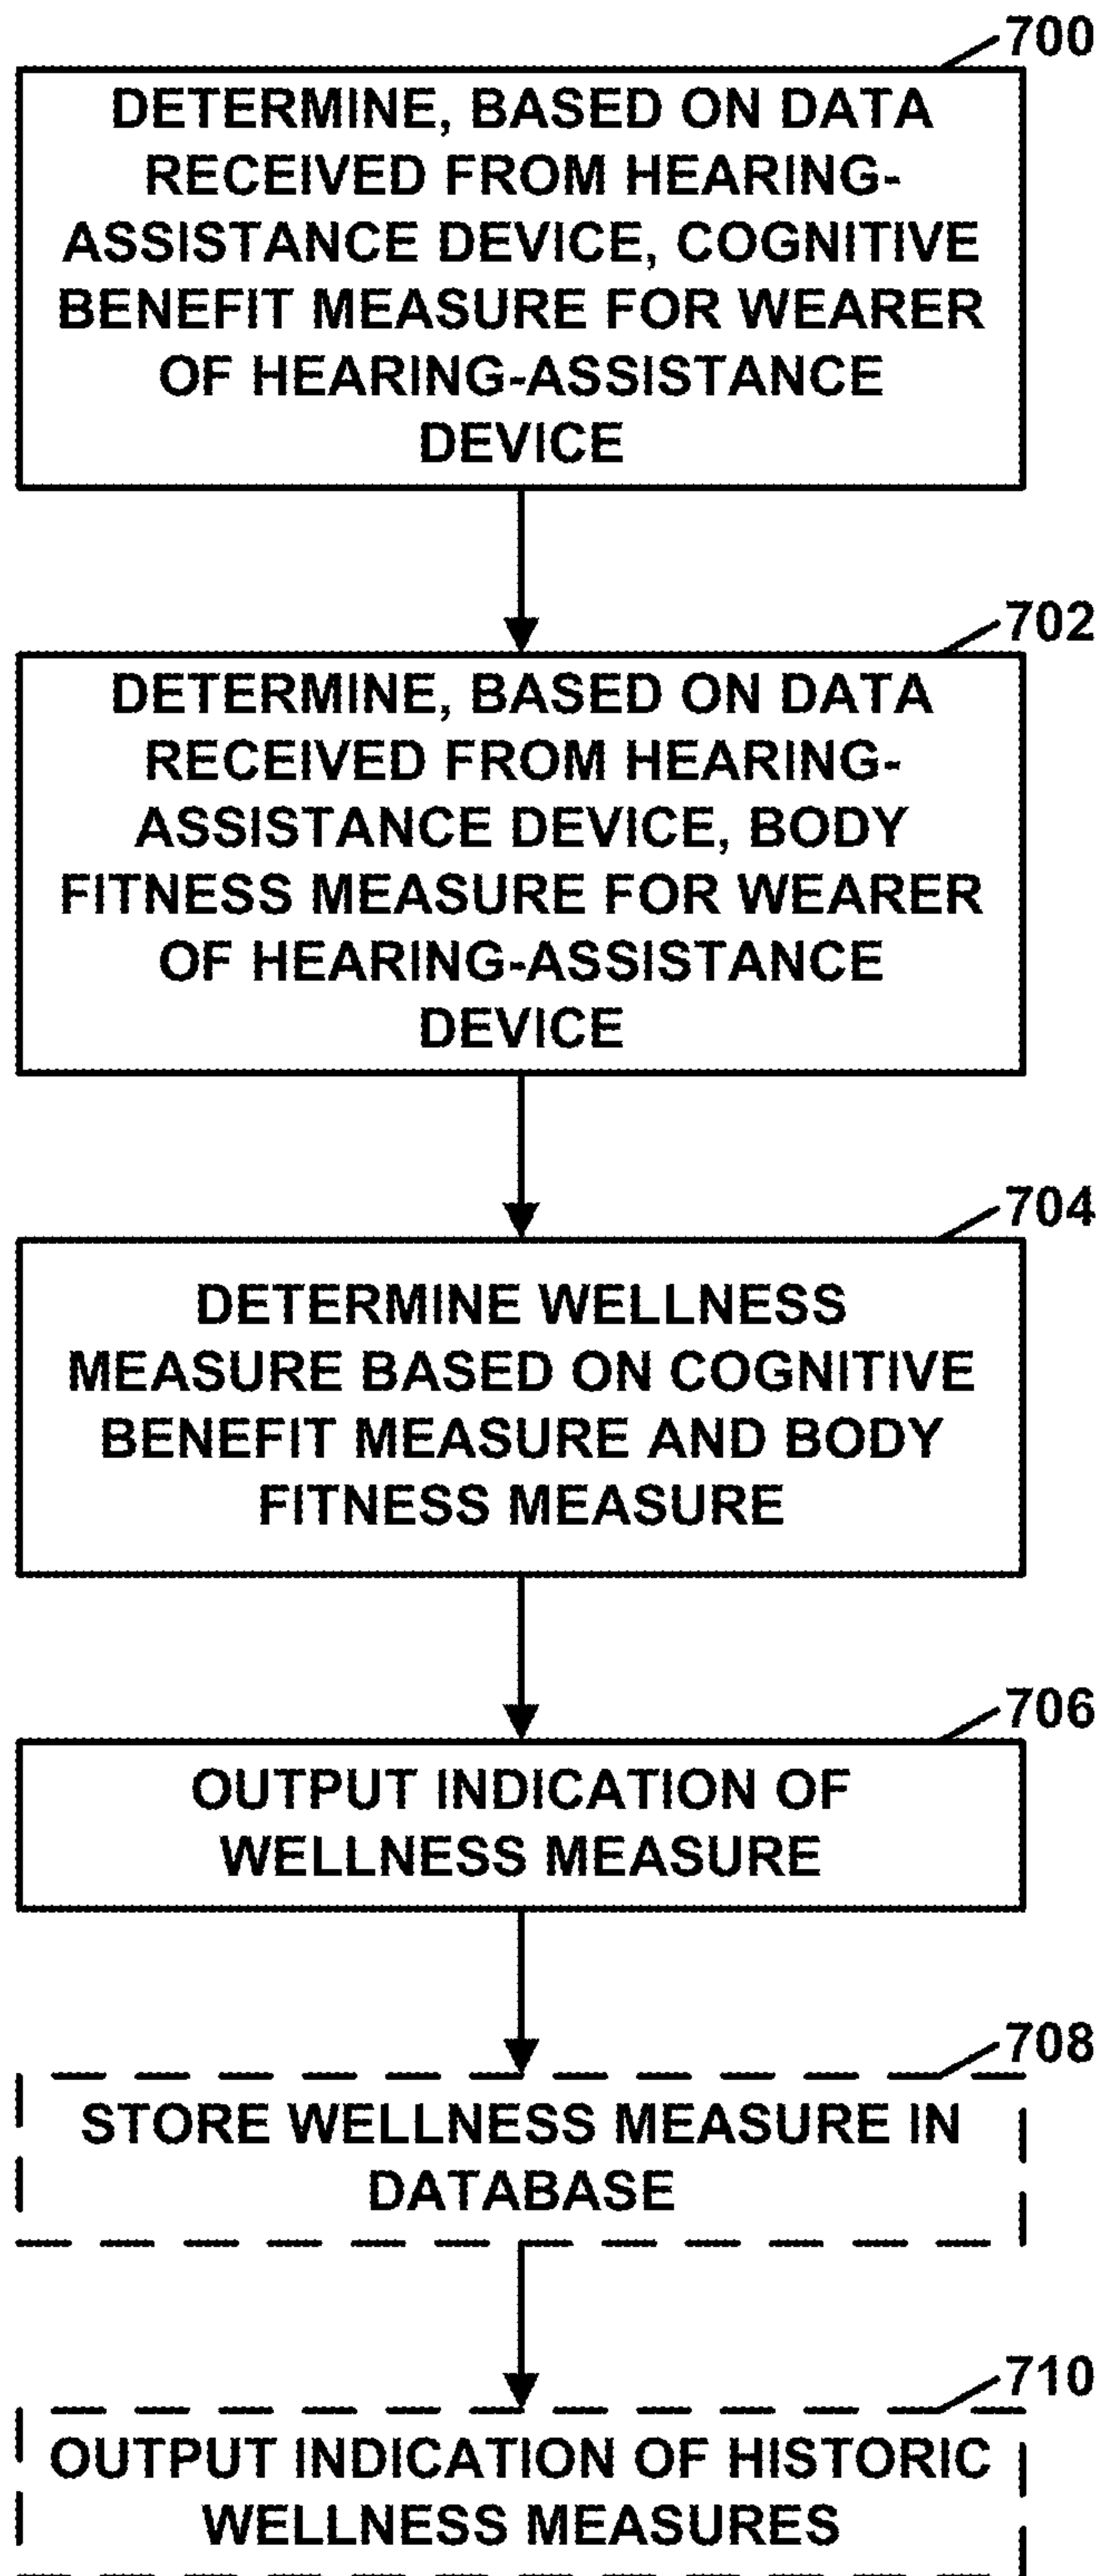 700
DETERMINE, BASED ON DATA
RECEIVED FROM HEARING-
ASSISTANCE DEVICE, COGNITIVE
BENEFIT MEASURE FOR WEARER
OF HEARING-ASSISTANCE
DEVICE
702
DETERMINE, BASED ON DATA
RECEIVED FROM HEARING-
ASSISTANCE DEVICE, BODY
FITNESS MEASURE FOR WEARER
OF HEARING-ASSISTANCE
DEVICE
704
DETERMINE WELLNESS
MEASURE BASED ON COGNITIVE
BENEFIT MEASURE AND BODY
FITNESS MEASURE
706
OUTPUT INDICATION OF
WELLNESS MEASURE
708
STORE WELLNESS MEASURE IN
DATABASE
710
OUTPUT INDICATION OF HISTORIC
WELLNESS MEASURES